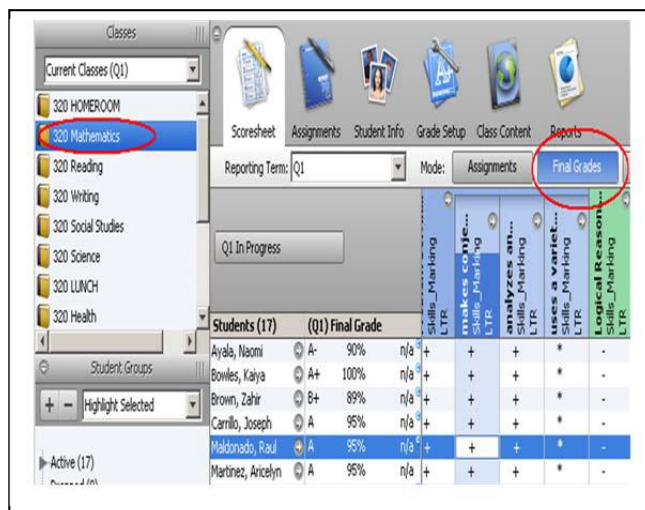 Classes
Current Classes (Q1)
320 HOMEROOM
320 Mathematics
320 Reading
320 Writing
320 Social Studies
320 Science
320 LUNCH
320 Health
Student Groups
Highlight Selected
Active (17)
Scoresheet Assignments Student Info Grade Setup Class Content Reports
Reporting Term: Q1 Mode: Assignments Final Grades
Q1 In Progress
Skills_Marking
LTR
makes conje...
Skills_Marking
LTR
analyzes an...
Skills_Marking
LTR
uses a variet...
Skills_Marking
LTR
Logical Reasoni...
Skills_Marking
LTR
Students (17) (Q1) Final Grade
Ayala, Naomi A- 90% n/a + + + * -
Bowles, Kaiya A+ 100% n/a + + + * -
Brown, Zahir B+ 89% n/a + + + * -
Carrillo, Joseph A 95% n/a + + + * -
Maldonado, Raul A 95% n/a + + + * -
Martinez, Aricelyn A 95% n/a + + + * -